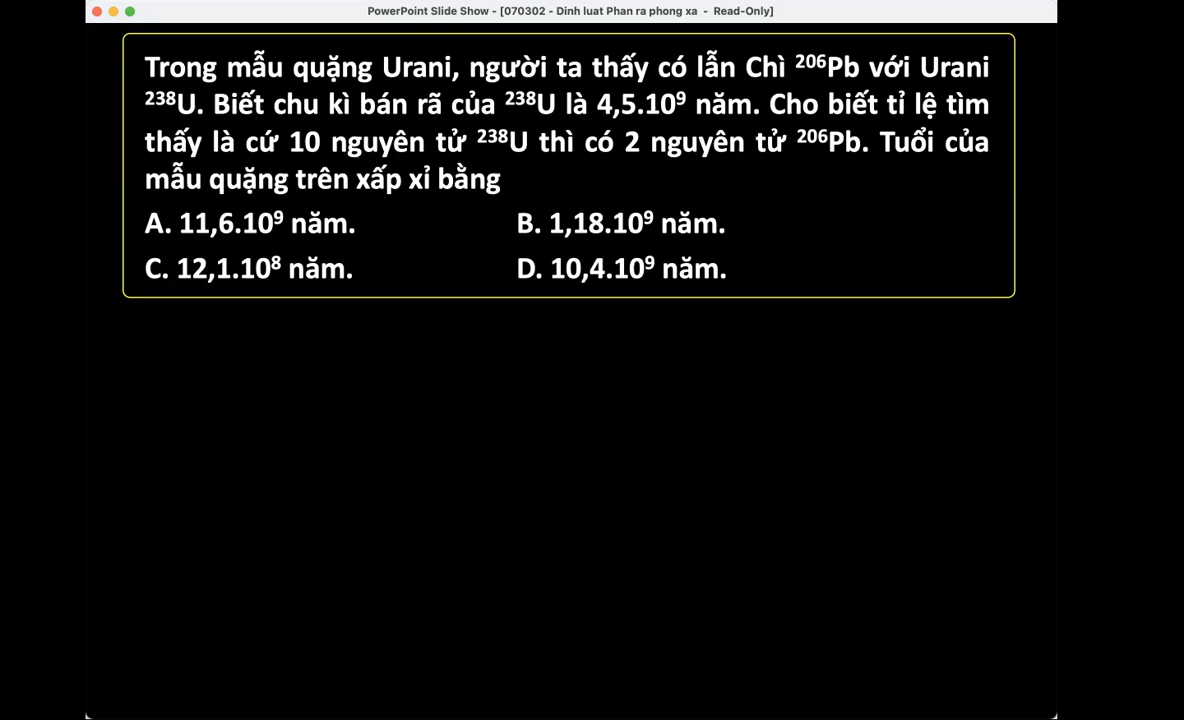 PowerPoint Slide Show - [070302 - Dinh luat Phan ra phong xa - Read-Only]
Trong mẫu quặng Urani, người ta thấy có lẫn Chì ²⁰⁶Pb với Urani
²³⁸U. Biết chu kì bán rã của ²³⁸U là 4,5.10⁹ năm. Cho biết tỉ lệ tìm
thấy là cứ 10 nguyên tử ²³⁸U thì có 2 nguyên tử ²⁰⁶Pb. Tuổi của
mẫu quặng trên xấp xỉ bằng
A. 11,6.10⁹ năm. B. 1,18.10⁹ năm.
C. 12,1.10⁸ năm. D. 10,4.10⁹ năm.